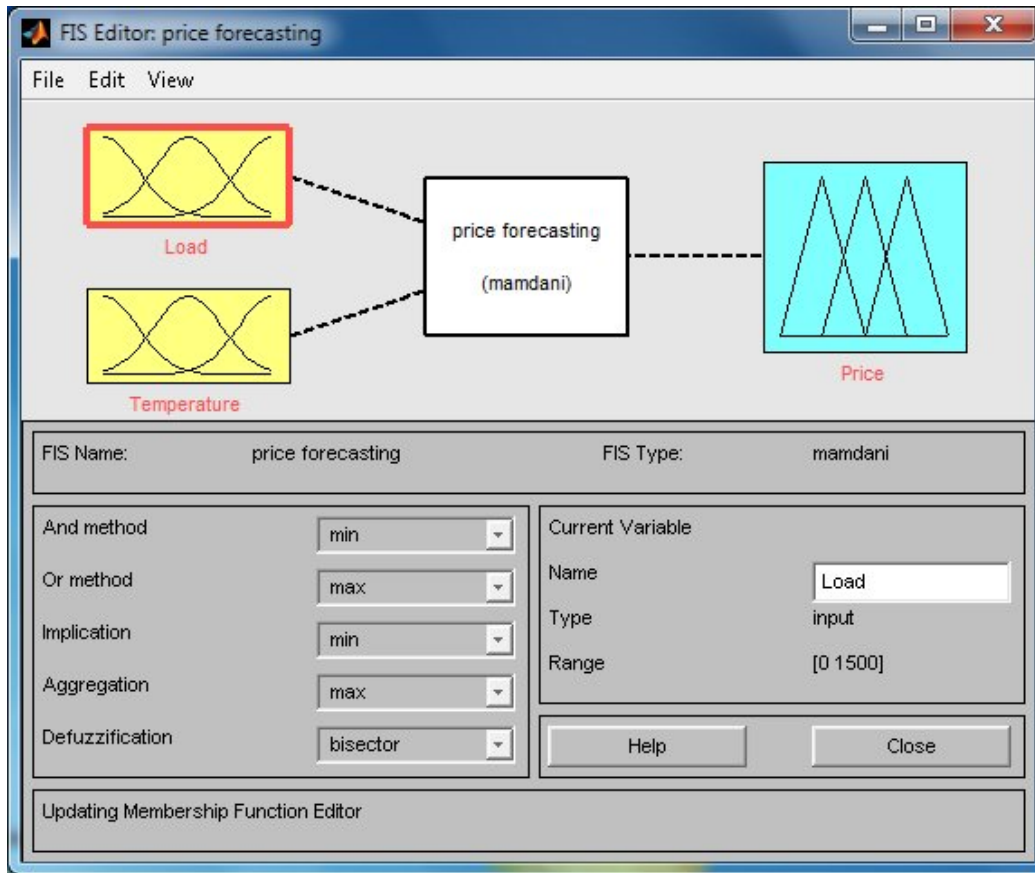 FIS Editor: price forecasting
File Edit View
Load
price forecasting
(mamdani)
Temperature
Price
FIS Name: price forecasting FIS Type: mamdani
And method min
Or method max
Implication min
Aggregation max
Defuzzification bisector
Current Variable
Name Load
Type input
Range [0 1500]
Help Close
Updating Membership Function Editor